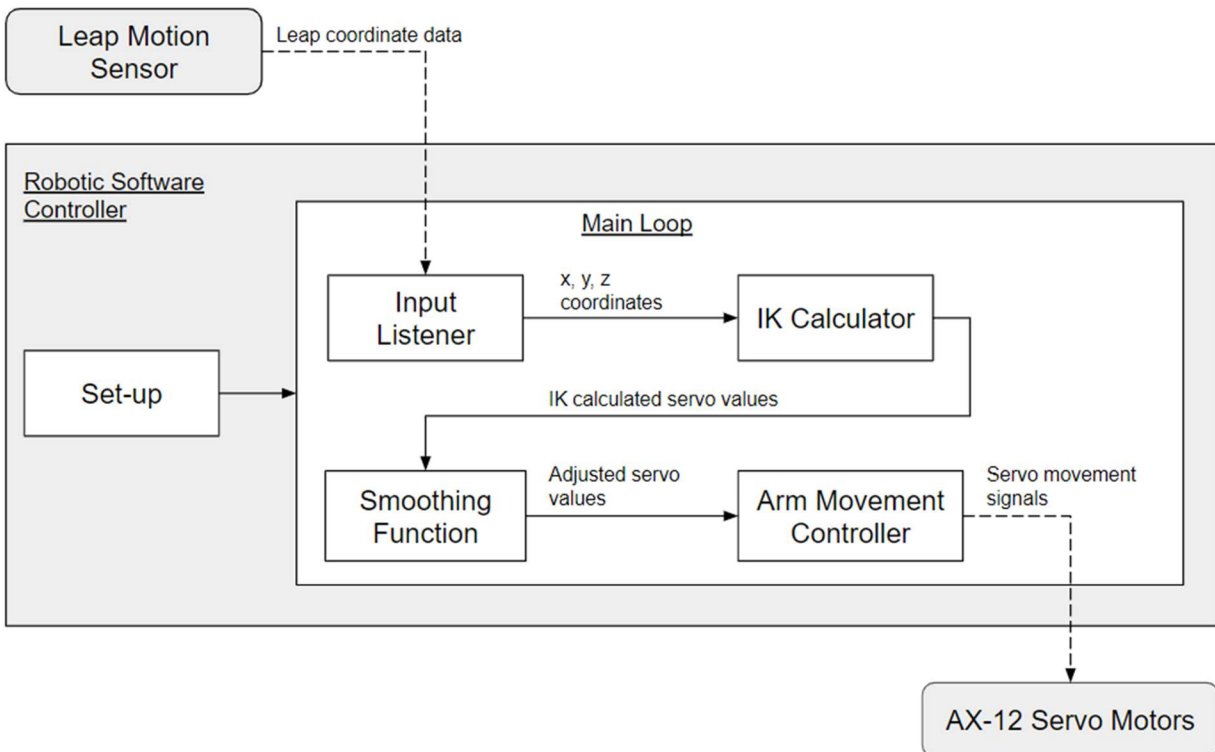 Leap Motion
Sensor
Leap coordinate data
Robotic Software
Controller
Main Loop
Set-up
Input
Listener
x, y, z
coordinates
IK Calculator
IK calculated servo values
Smoothing
Function
Adjusted servo
values
Arm Movement
Controller
Servo movement
signals
AX-12 Servo Motors